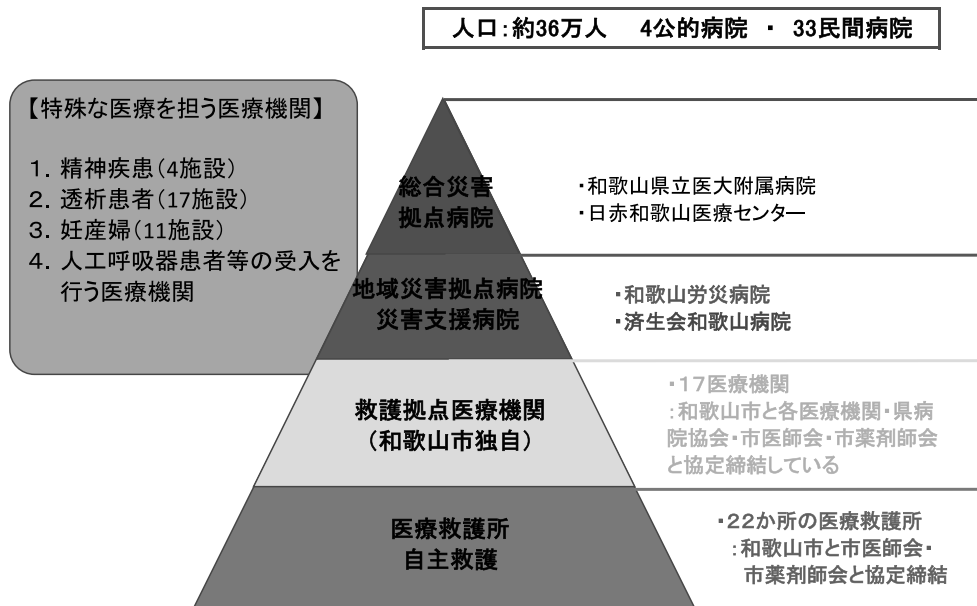 人口：約36万人　4公的病院 ・ 33民間病院
【特殊な医療を担う医療機関】
1. 精神疾患（4施設）
2. 透析患者（17施設）
3. 妊産婦（11施設）
4. 人工呼吸器患者等の受入を
行う医療機関
総合災害
拠点病院
・和歌山県立医大附属病院
・日赤和歌山医療センター
地域災害拠点病院
災害支援病院
・和歌山労災病院
・済生会和歌山病院
救護拠点医療機関
（和歌山市独自）
・17医療機関
：和歌山市と各医療機関・県病
院協会・市医師会・市薬剤師会
と協定締結している
医療救護所
自主救護
・22か所の医療救護所
：和歌山市と市医師会・
市薬剤師会と協定締結